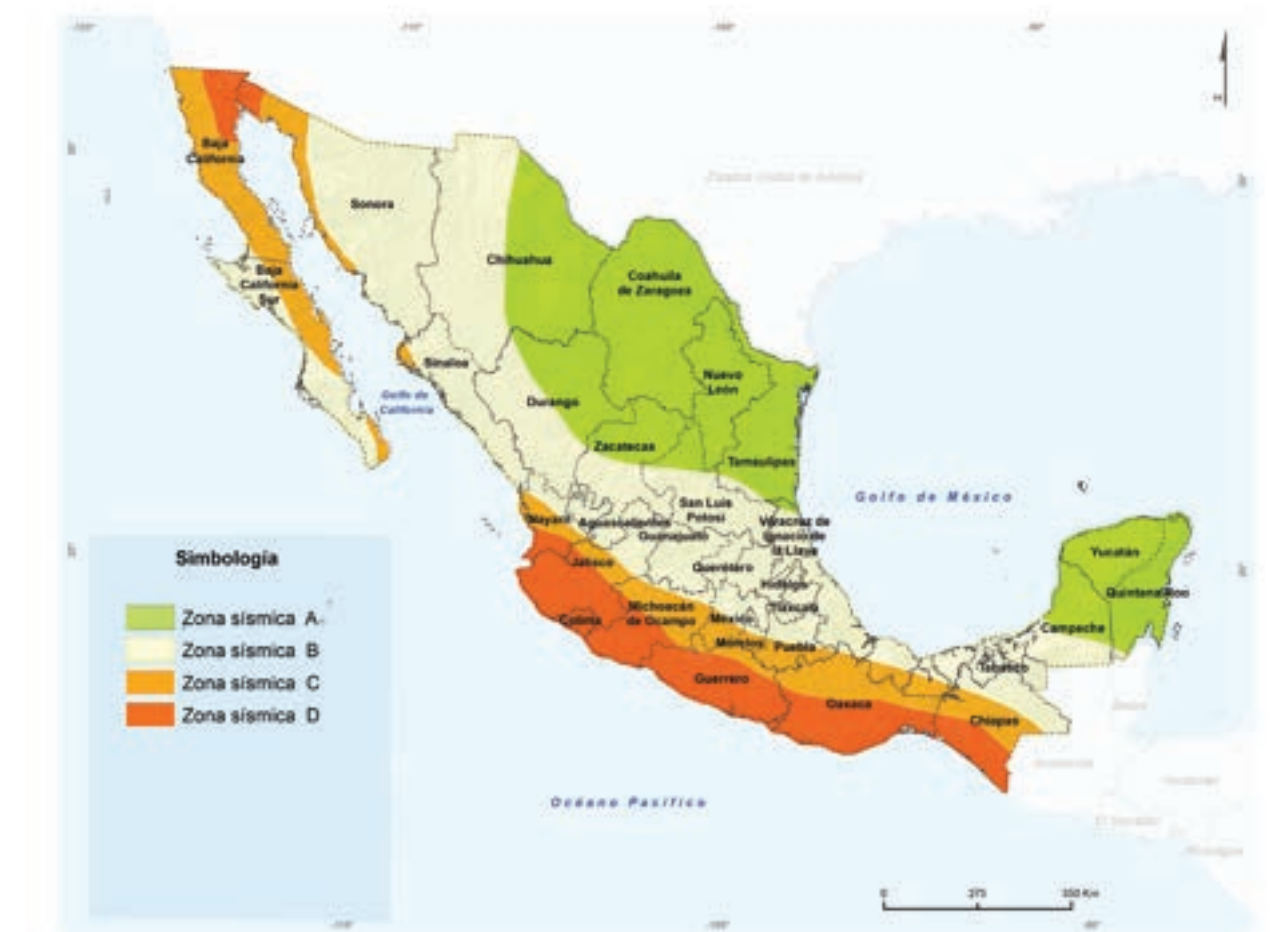 Baja
California
Sonora
Chihuahua
Coahuila
de Zaragoza
Baja
California
Sur
Sinaloa
Nuevo
León
Golfo de
California
Durango
Zacatecas
Tamaulipas
Golfo de México
San Luis
Potosí
Nayarit
Aguascalientes
Veracruz de
Ignacio de
la Llave
Guanajuato
Yucatán
Jalisco
Querétaro
Hidalgo
Quintana Roo
Michoacán
de Ocampo
Tlaxcala
Colima
México
Campeche
Morelos
Puebla
Tabasco
Guerrero
Oaxaca
Chiapas
Océano Pacífico
Simbología
Zona sísmica A
Zona sísmica B
Zona sísmica C
Zona sísmica D
El Salvador
Nicaragua
0
275
550 Km